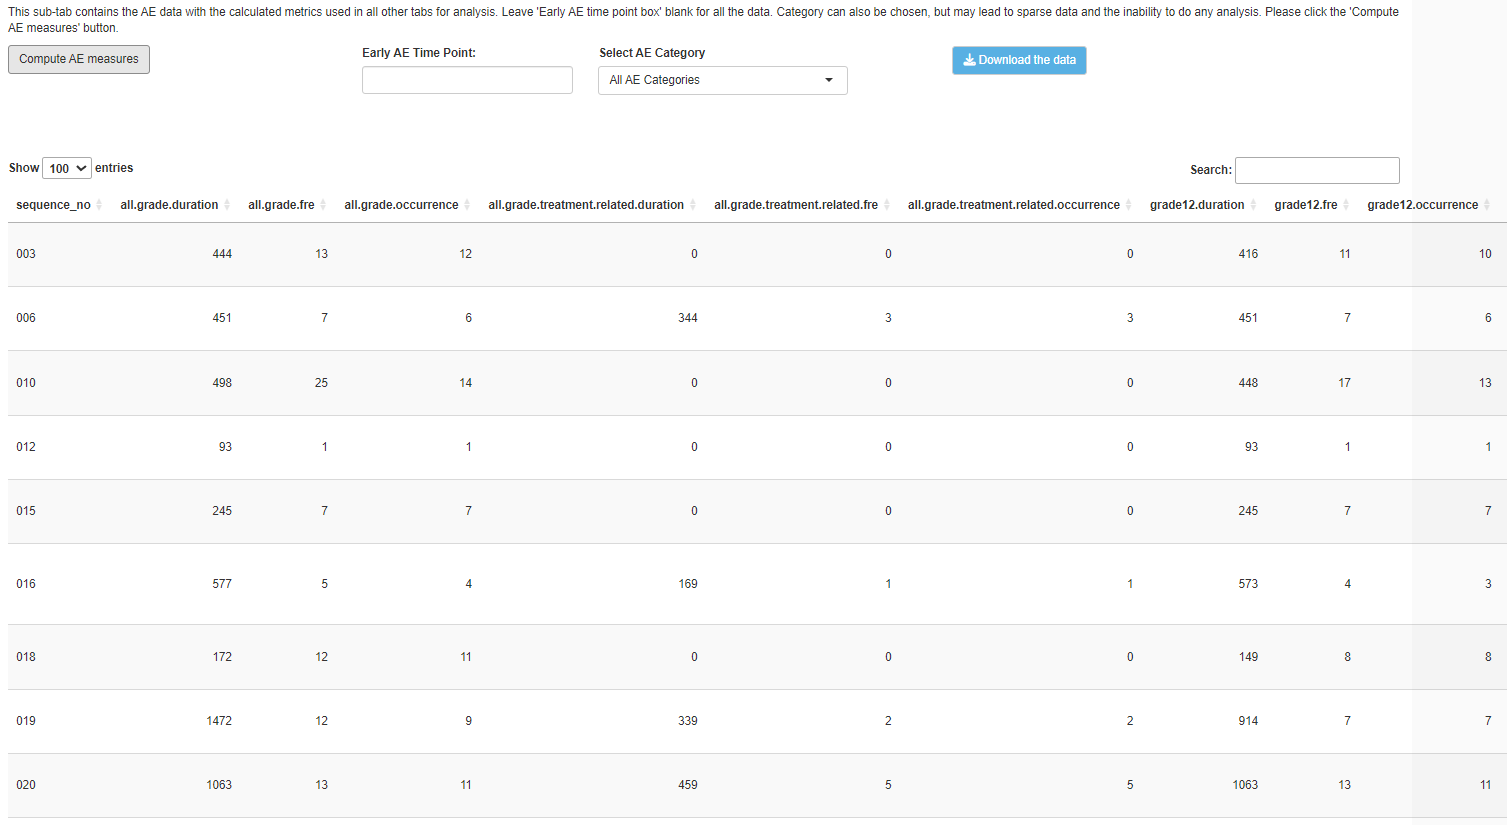 This sub-tab contains the AE data with the calculated metrics used in all other tabs for analysis. Leave 'Early AE time point box' blank for all the data. Category can also be chosen, but may lead to sparse data and the inability to do any analysis. Please click the 'Compute
AE measures' button.
Compute AE measures
Early AE Time Point:
Select AE Category
All AE Categories
Download the data
Show 100 entries
Search:
sequence_no all.grade.duration all.grade.fre all.grade.occurrence all.grade.treatment.related.duration all.grade.treatment.related.fre all.grade.treatment.related.occurrence grade12.duration grade12.fre grade12.occurrence
003 444 13 12 0 0 0 416 11 10
006 451 7 6 344 3 3 451 7 6
010 498 25 14 0 0 0 448 17 13
012 93 1 1 0 0 0 93 1 1
015 245 7 7 0 0 0 245 7 7
016 577 5 4 169 1 1 573 4 3
018 172 12 11 0 0 0 149 8 8
019 1472 12 9 339 2 2 914 7 7
020 1063 13 11 459 5 5 1063 13 11